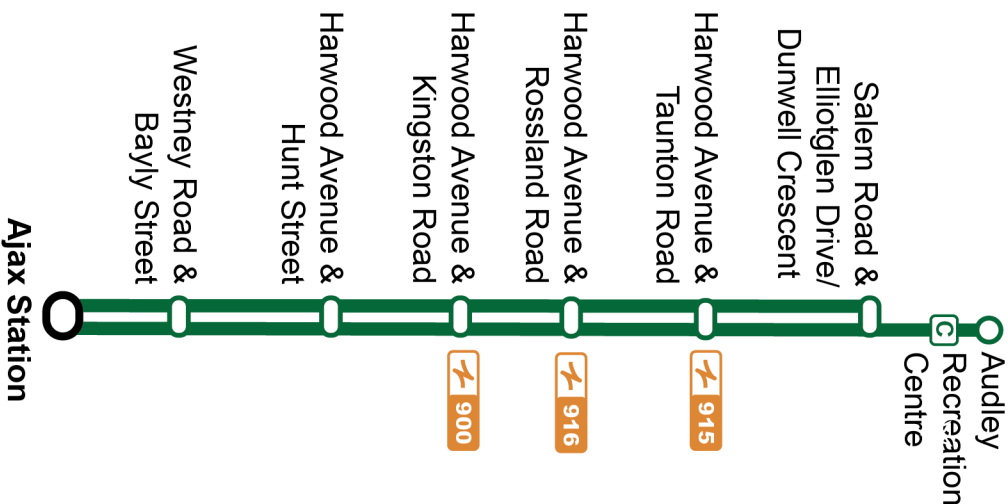 Audley
Recreation
Centre
C
Salem Road &
Elliotglen Drive/
Dunwell Crescent
Harwood Avenue &
Taunton Road
915
Harwood Avenue &
Rossland Road
916
Harwood Avenue &
Kingston Road
900
Harwood Avenue &
Hunt Street
Westney Road &
Bayly Street
Ajax Station